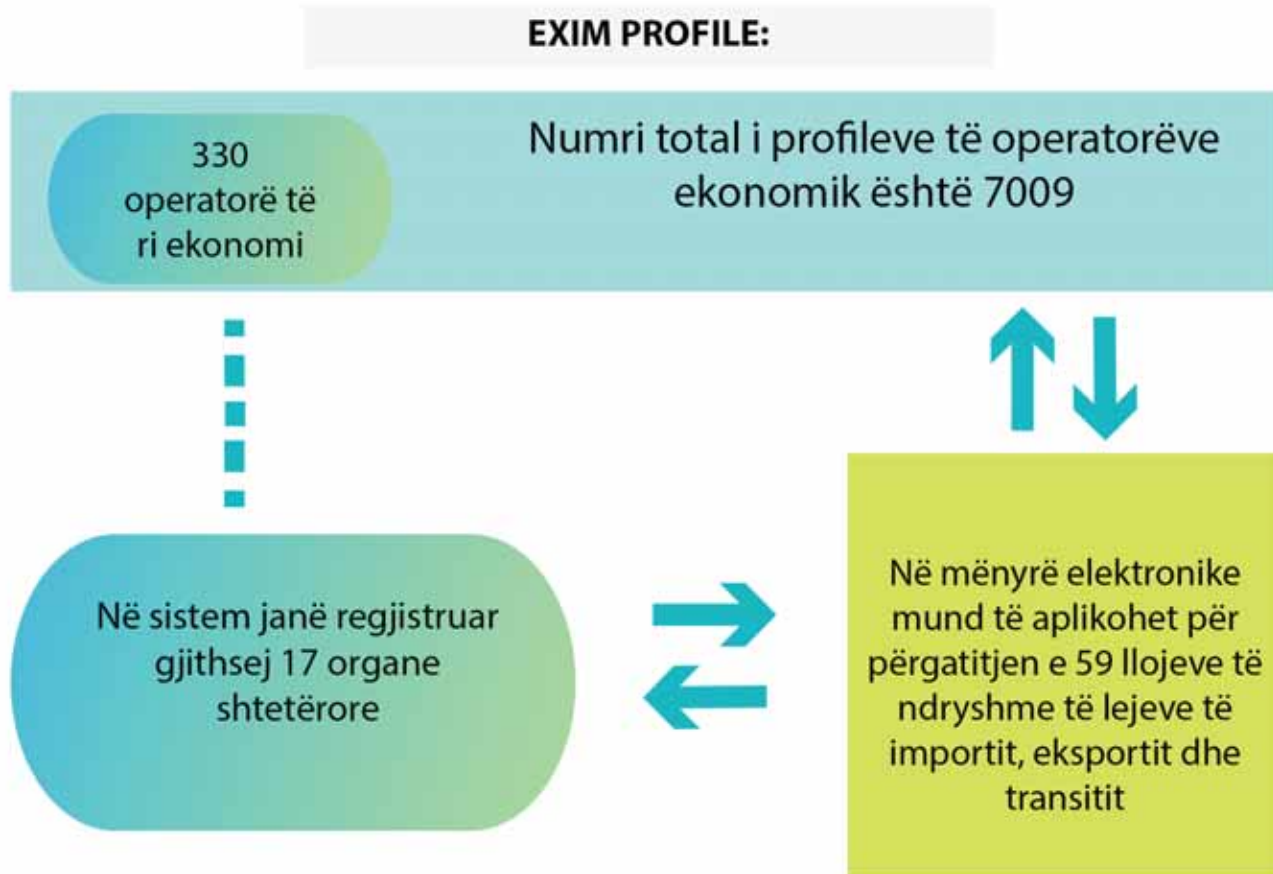 EXIM PROFILE:
330
operatorë të
ri ekonomi
Numri total i profileve të operatorëve
ekonomik është 7009
Në sistem janë regjistruar
gjithsej 17 organe
shtetërore
Në mënyrë elektronike
mund të aplikohet për
përgatitjen e 59 llojeve të
ndryshme të lejeve të
importit, eksportit dhe
transitit